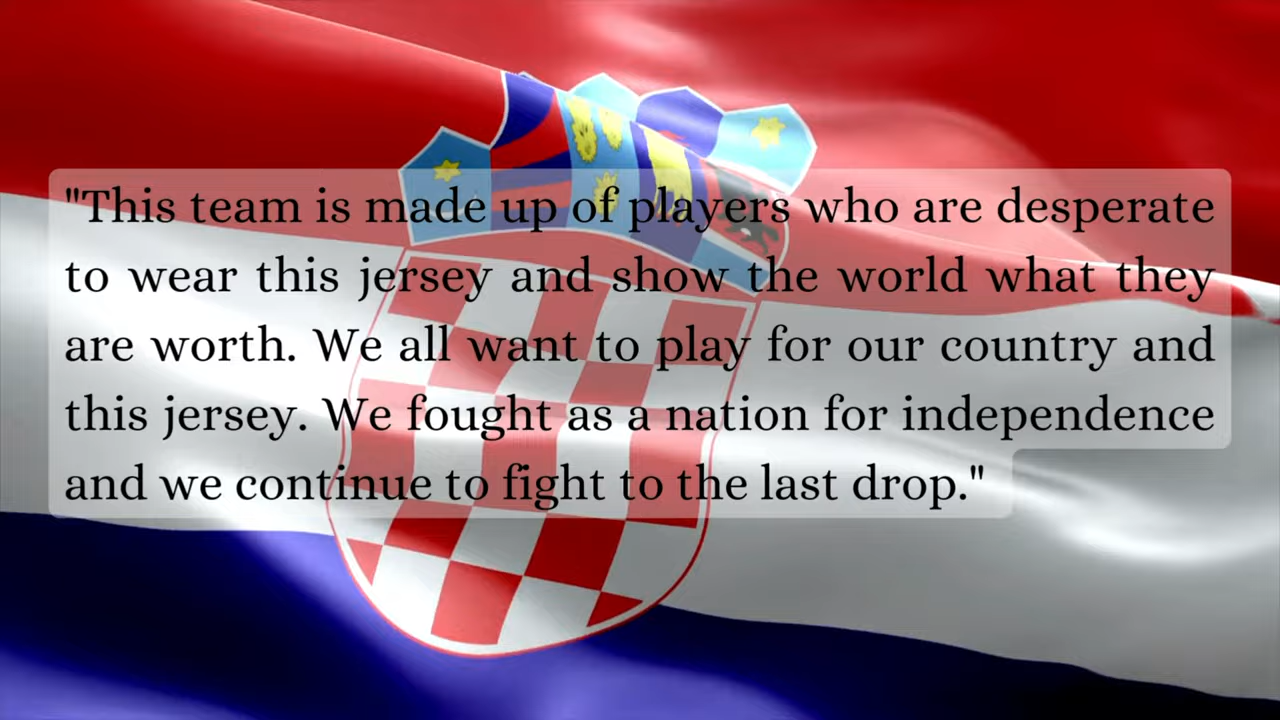 "This team is made up of players who are desperate
to wear this jersey and show the world what they
are worth. We all want to play for our country and
this jersey. We fought as a nation for independence
and we continue to fight to the last drop."